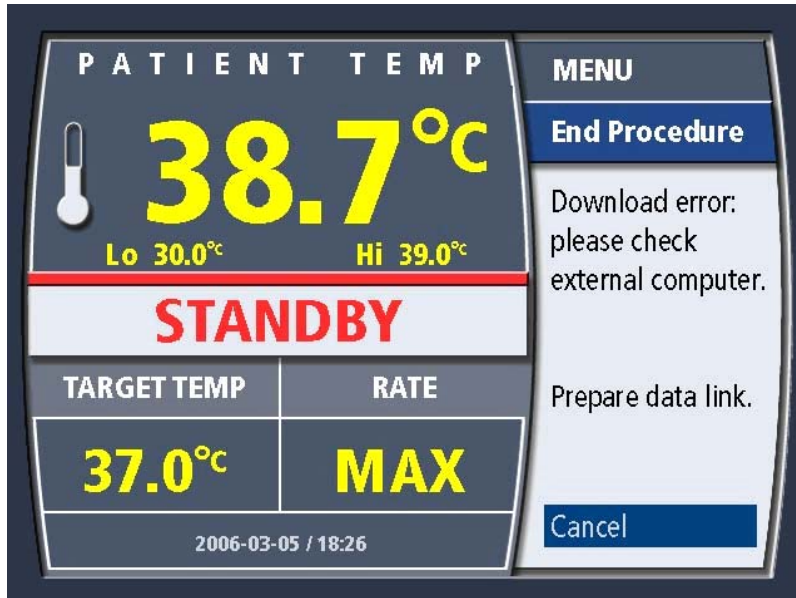 PATIENT TEMP
38.7°C
Lo 30.0°C Hi 39.0°C
STANDBY
TARGET TEMP RATE
37.0°C MAX
2006-03-05 / 18:26
MENU
End Procedure
Download error:
please check
external computer.
Prepare data link.
Cancel